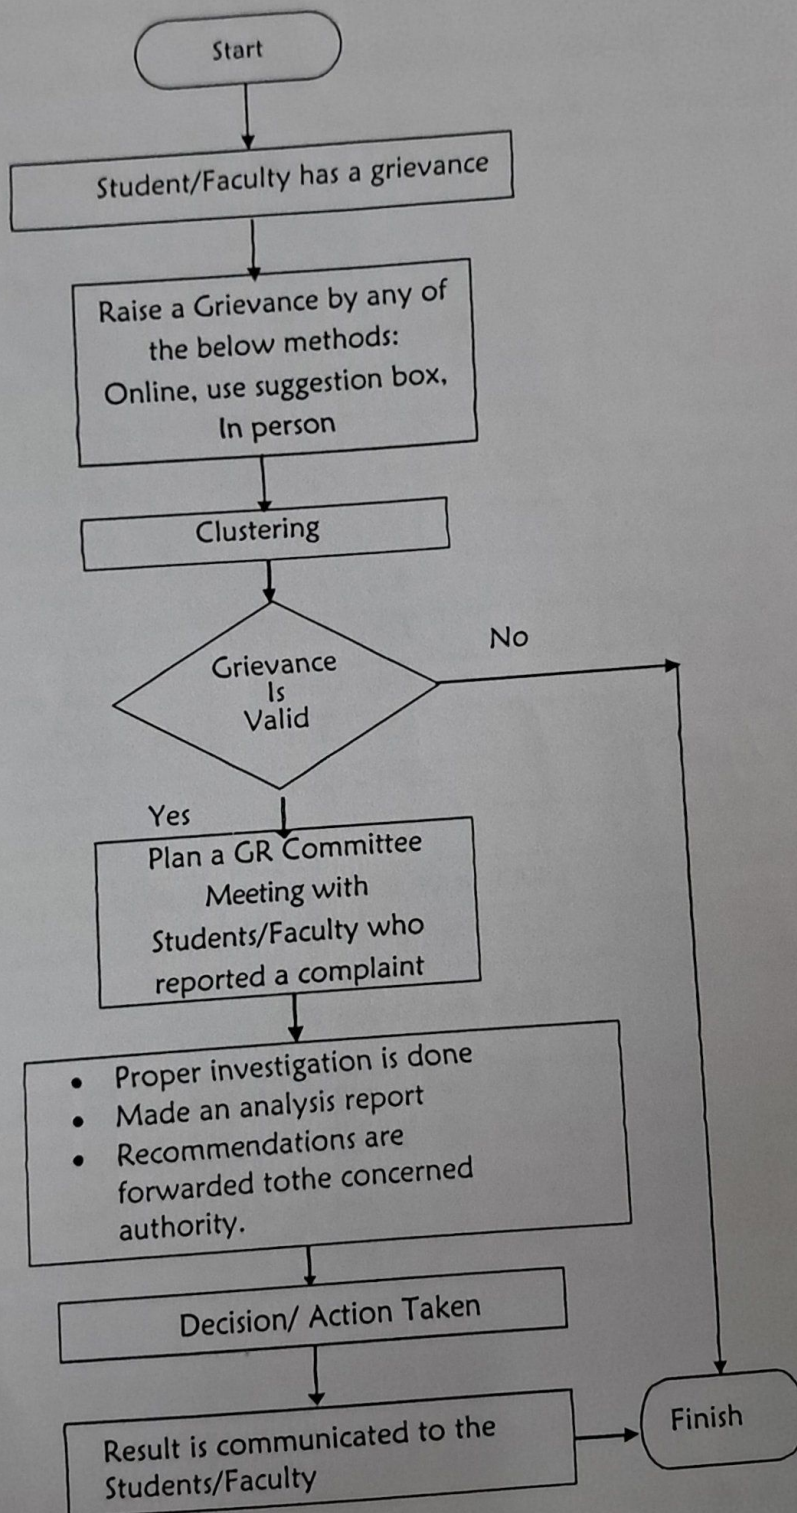 Start
Student/Faculty has a grievance
Raise a Grievance by any of
the below methods:
Online, use suggestion box,
In person
Clustering
Grievance
Is
Valid
No
Yes
Plan a GR Committee
Meeting with
Students/Faculty who
reported a complaint
• Proper investigation is done
• Made an analysis report
• Recommendations are
forwarded tothe concerned
authority.
Decision/ Action Taken
Result is communicated to the
Students/Faculty
Finish